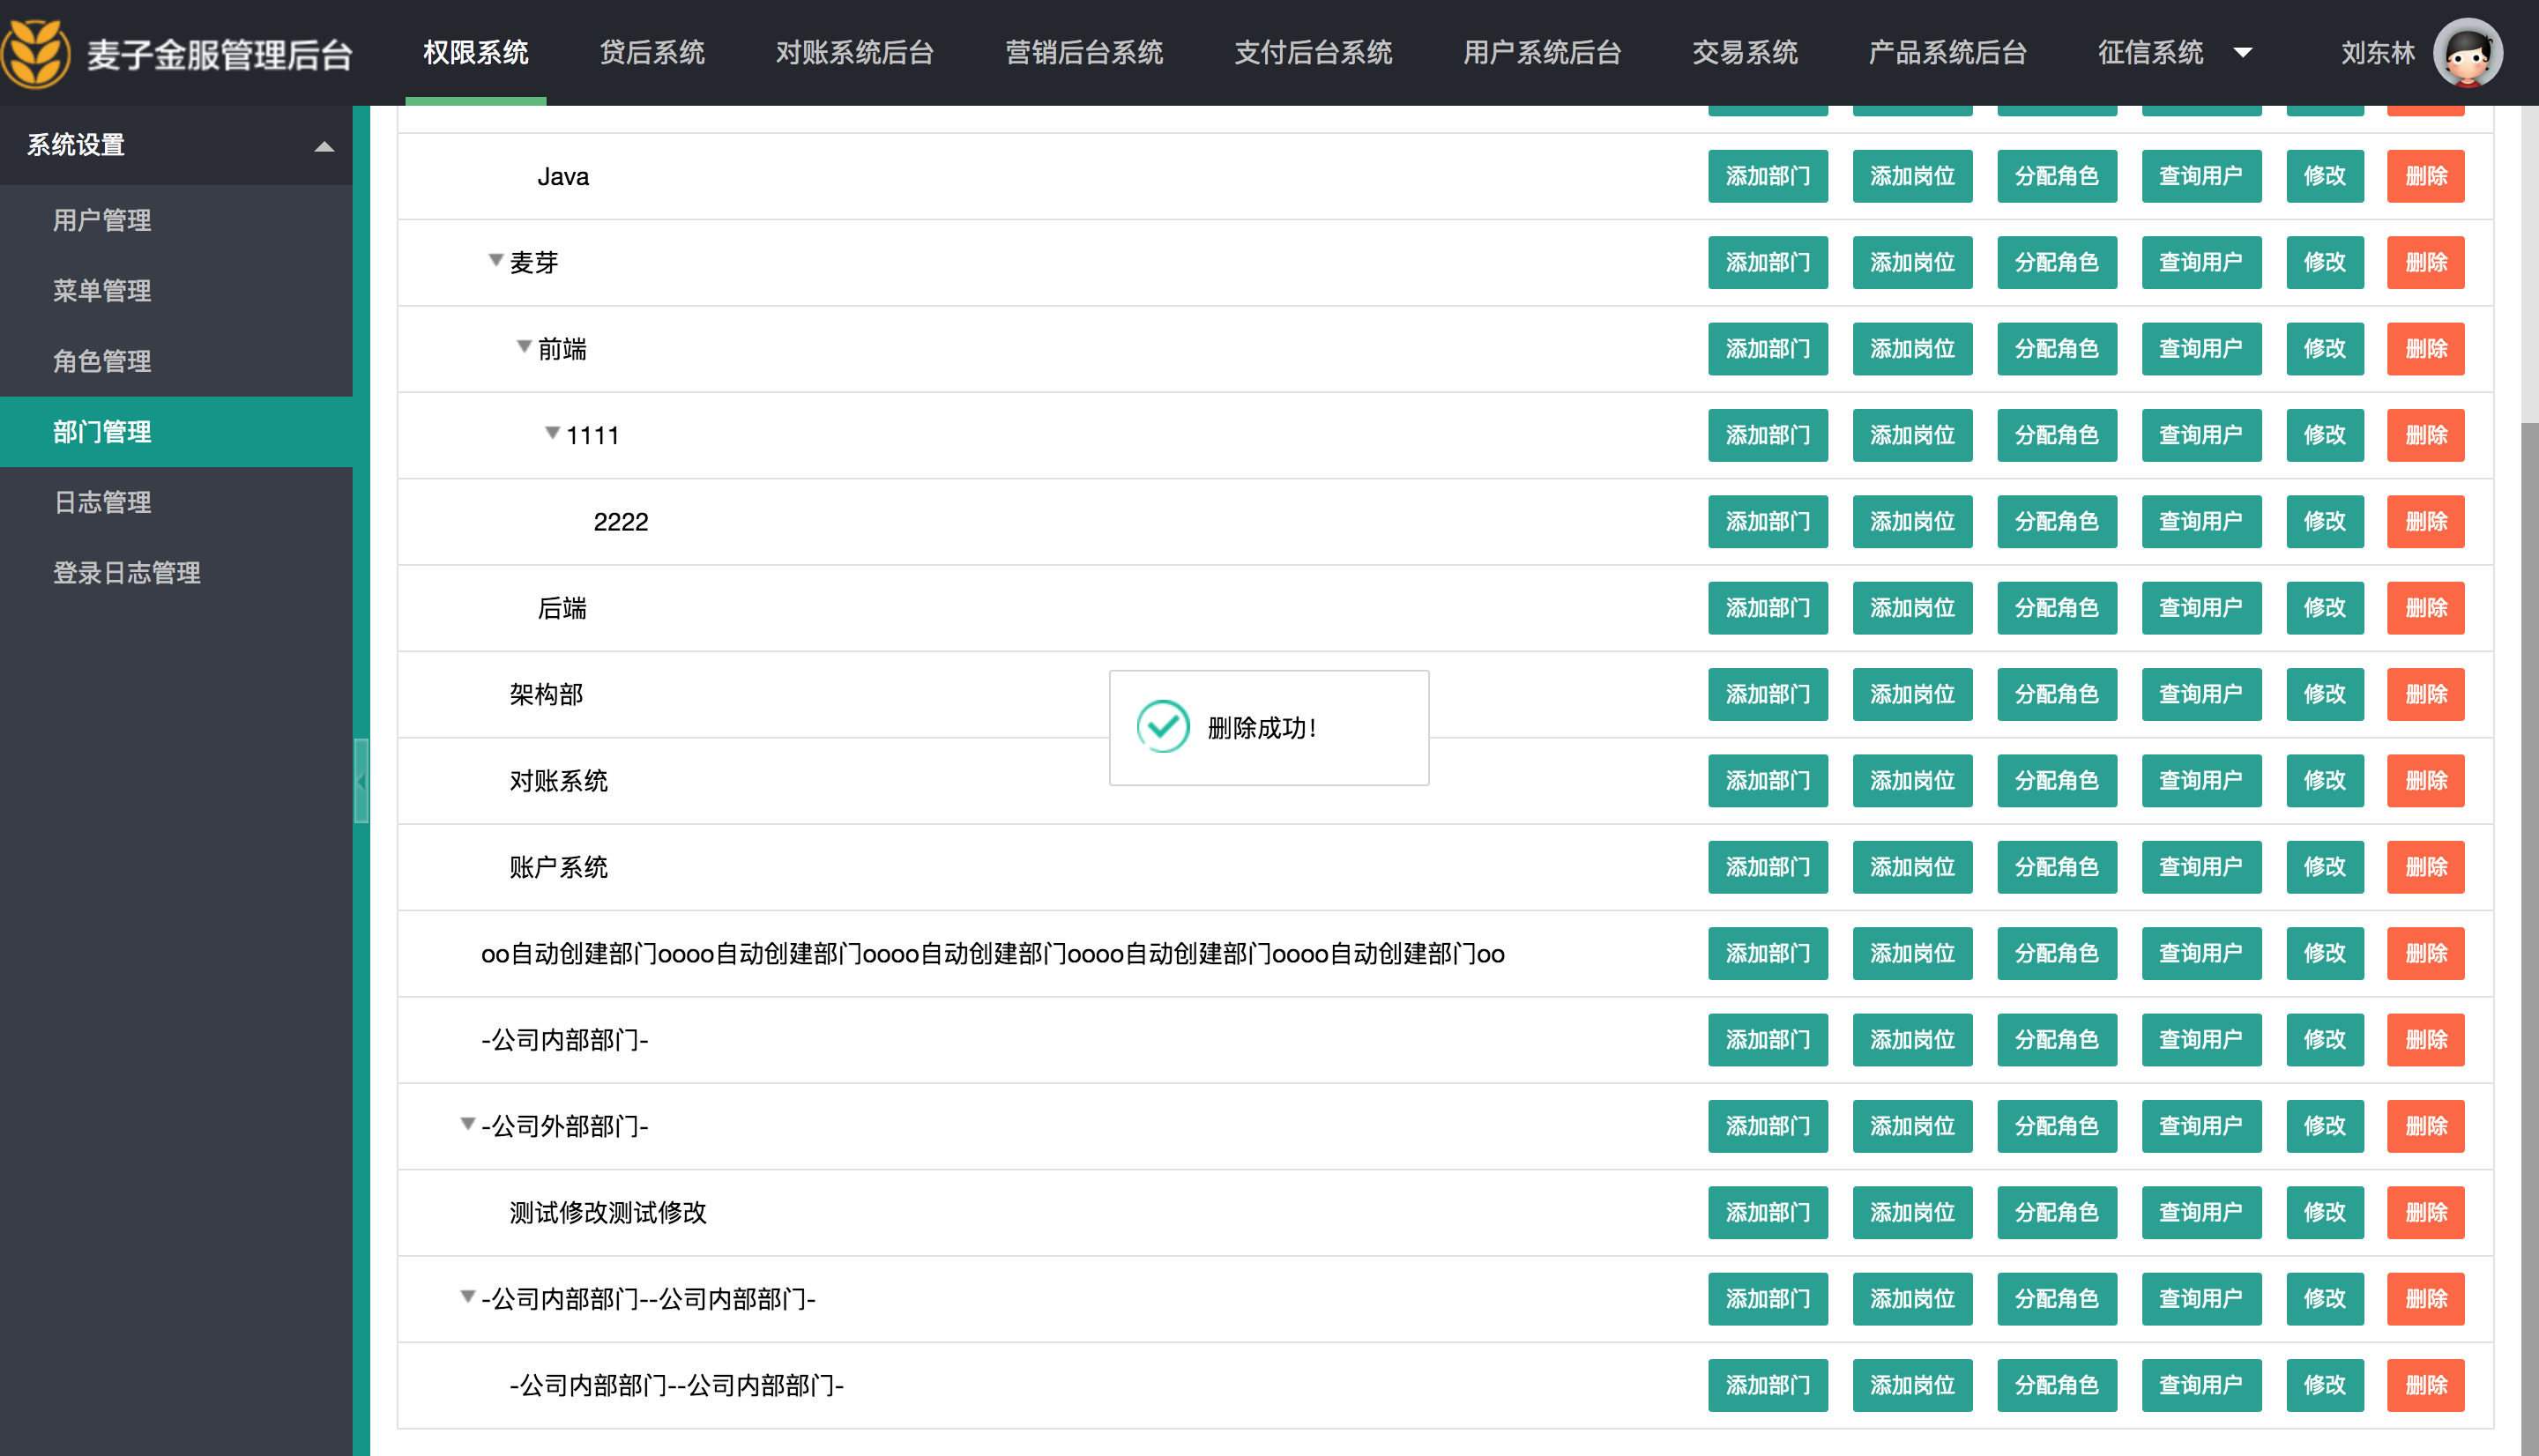 麦子金服管理后台 权限系统 贷后系统 对账系统后台 营销后台系统 支付后台系统 用户系统后台 交易系统 产品系统后台 征信系统 刘东林
系统设置
用户管理
菜单管理
角色管理
部门管理
日志管理
登录日志管理
Java 添加部门 添加岗位 分配角色 查询用户 修改 删除
麦芽 添加部门 添加岗位 分配角色 查询用户 修改 删除
前端 添加部门 添加岗位 分配角色 查询用户 修改 删除
1111 添加部门 添加岗位 分配角色 查询用户 修改 删除
2222 添加部门 添加岗位 分配角色 查询用户 修改 删除
后端 添加部门 添加岗位 分配角色 查询用户 修改 删除
架构部 添加部门 添加岗位 分配角色 查询用户 修改 删除
删除成功!
对账系统 添加部门 添加岗位 分配角色 查询用户 修改 删除
账户系统 添加部门 添加岗位 分配角色 查询用户 修改 删除
oo自动创建部门oooo自动创建部门oooo自动创建部门oooo自动创建部门oooo自动创建部门oo 添加部门 添加岗位 分配角色 查询用户 修改 删除
-公司内部部门- 添加部门 添加岗位 分配角色 查询用户 修改 删除
-公司外部部门- 添加部门 添加岗位 分配角色 查询用户 修改 删除
测试修改测试修改 添加部门 添加岗位 分配角色 查询用户 修改 删除
-公司内部部门--公司内部部门- 添加部门 添加岗位 分配角色 查询用户 修改 删除
-公司内部部门--公司内部部门- 添加部门 添加岗位 分配角色 查询用户 修改 删除